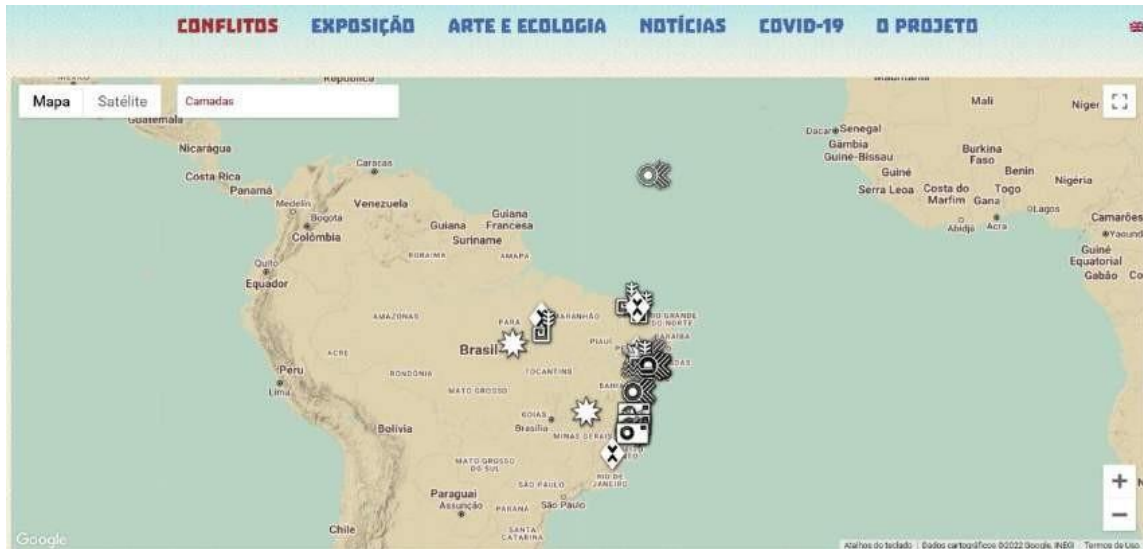 CONFLITOS EXPOSIÇÃO ARTE E ECOLOGIA NOTÍCIAS COVID-19 O PROJETO
Mapa Satélite Camadas
Guatemala
Nicarágua
Costa Rica
Panamá
Caracas
Medelín
Venezuela
Bogotá
Colômbia
Guiana
Guiana Francesa
Suriname
RORAIMA
AMAPÁ
Quito
Equador
AMAZONAS
PARÁ
MARANHÃO
RIO GRANDE DO NORTE
PARAÍBA
PIAUÍ
Brasil
ACRE
Peru
Lima
RONDÔNIA
TOCANTINS
MATO GROSSO
BAHIA
GOIÁS
Brasília
Bolívia
MINAS GERAIS
MATO GROSSO DO SUL
RIO DE JANEIRO
SÃO PAULO
São Paulo
Paraguai
Assunção
PARANÁ
Chile
SANTA CATARINA
Mali
Níger
Dacar
Senegal
Gâmbia
Guiné-Bissau
Burkina Faso
Guiné
Benin
Nigéria
Serra Leoa
Costa do Marfim
Togo
Gana
Lagos
Abidjã
Acra
Camarões
Guiné Equatorial
Gabão
Google
Atalhos do teclado Dados cartográficos ©2022 Google, INEGI Termos de Uso